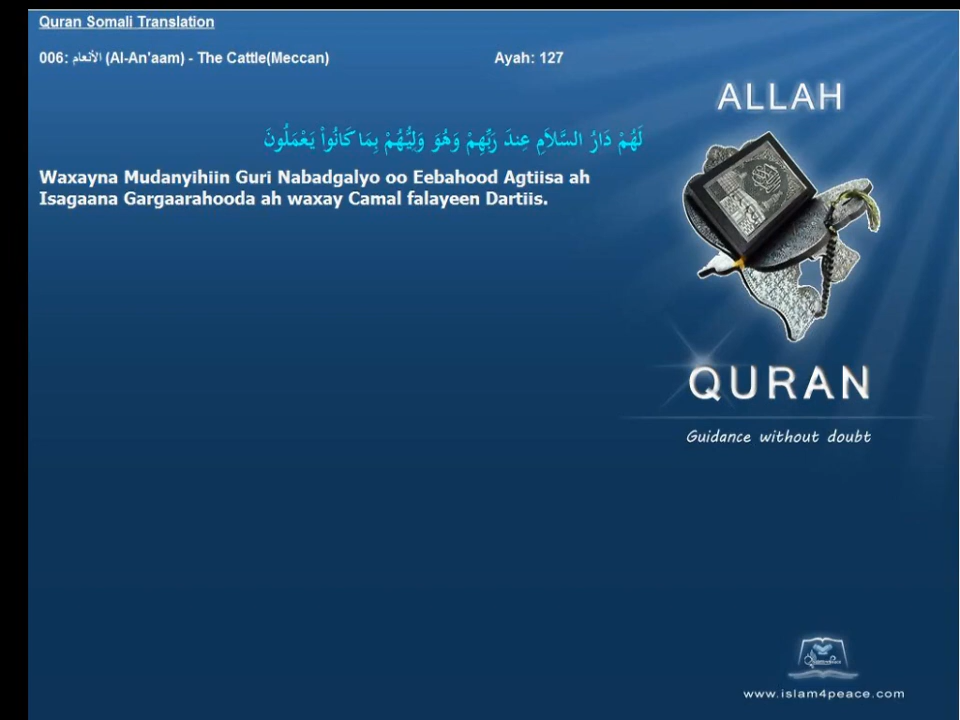 Quran Somali Translation
006: الأنعام (Al-An'aam) - The Cattle(Meccan) Ayah: 127
لَهُمْ دَارُ السَّلاَمِ عِندَ رَبِّهِمْ وَهُوَ وَلِيُّهُمْ بِمَا كَانُواْ يَعْمَلُونَ
Waxayna Mudanyihiin Guri Nabadgalyo oo Eebahood Agtiisa ah
Isagaana Gargaarahooda ah waxay Camal falayeen Dartiis.
ALLAH
QURAN
Guidance without doubt
www.islam4peace.com